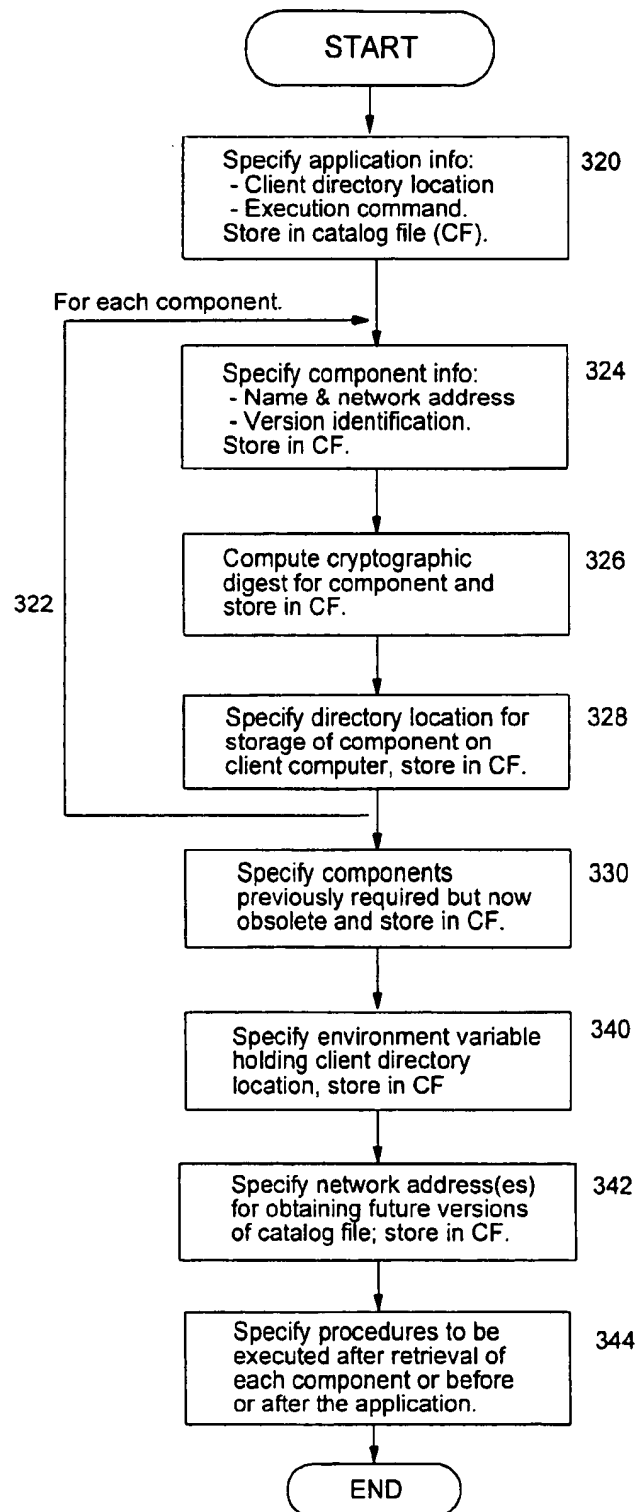 START
Specify application info:
- Client directory location
- Execution command.
Store in catalog file (CF).
320
For each component.
Specify component info:
- Name & network address
- Version identification.
Store in CF.
324
Compute cryptographic
digest for component and
store in CF.
326
322
Specify directory location for
storage of component on
client computer, store in CF.
328
Specify components
previously required but now
obsolete and store in CF.
330
Specify environment variable
holding client directory
location, store in CF
340
Specify network address(es)
for obtaining future versions
of catalog file; store in CF.
342
Specify procedures to be
executed after retrieval of
each component or before
or after the application.
344
END